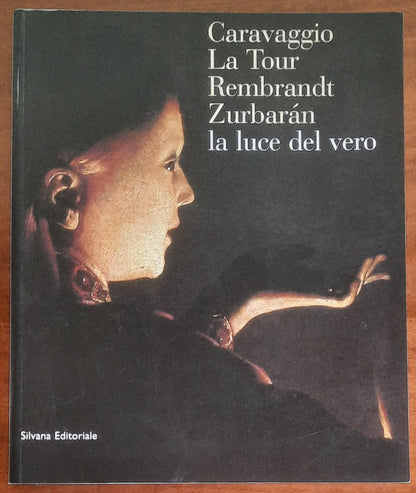 Caravaggio
La Tour
Rembrandt
Zurbarán
la luce del vero
Silvana Editoriale